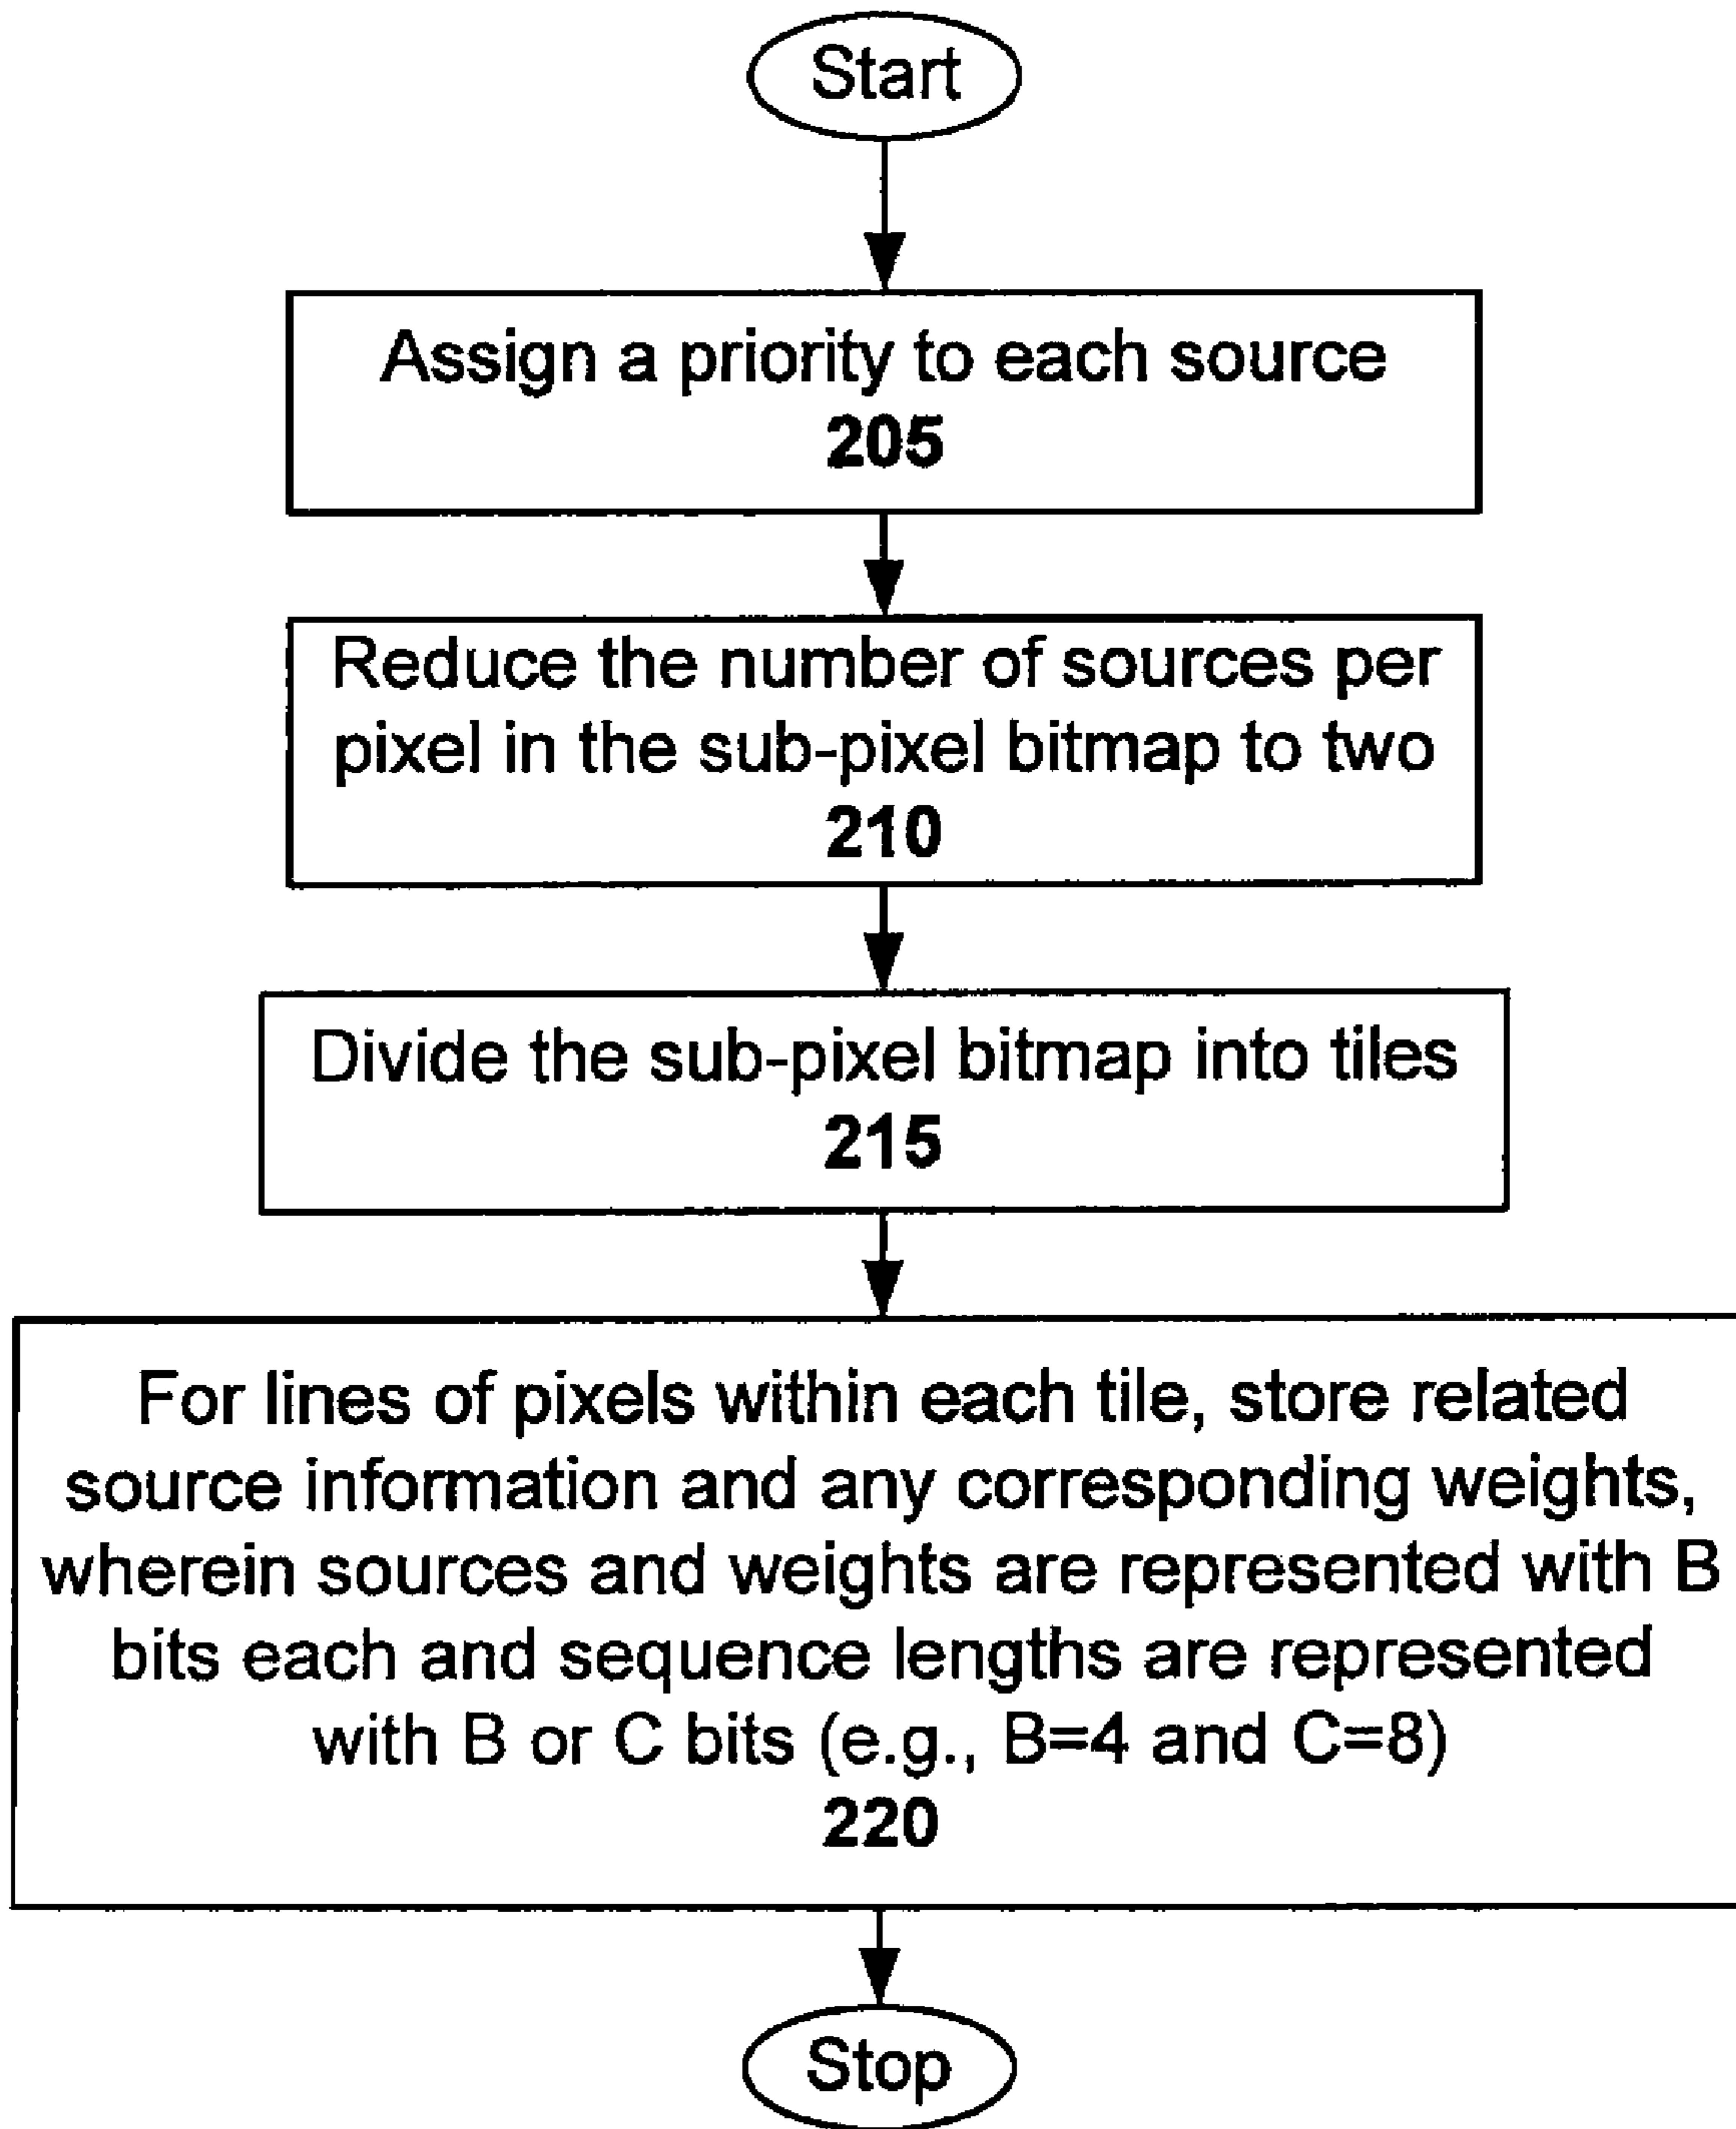 Start
Assign a priority to each source
205
Reduce the number of sources per
pixel in the sub-pixel bitmap to two
210
Divide the sub-pixel bitmap into tiles
215
For lines of pixels within each tile, store related
source information and any corresponding weights,
wherein sources and weights are represented with B
bits each and sequence lengths are represented
with B or C bits (e.g., B=4 and C=8)
220
Stop